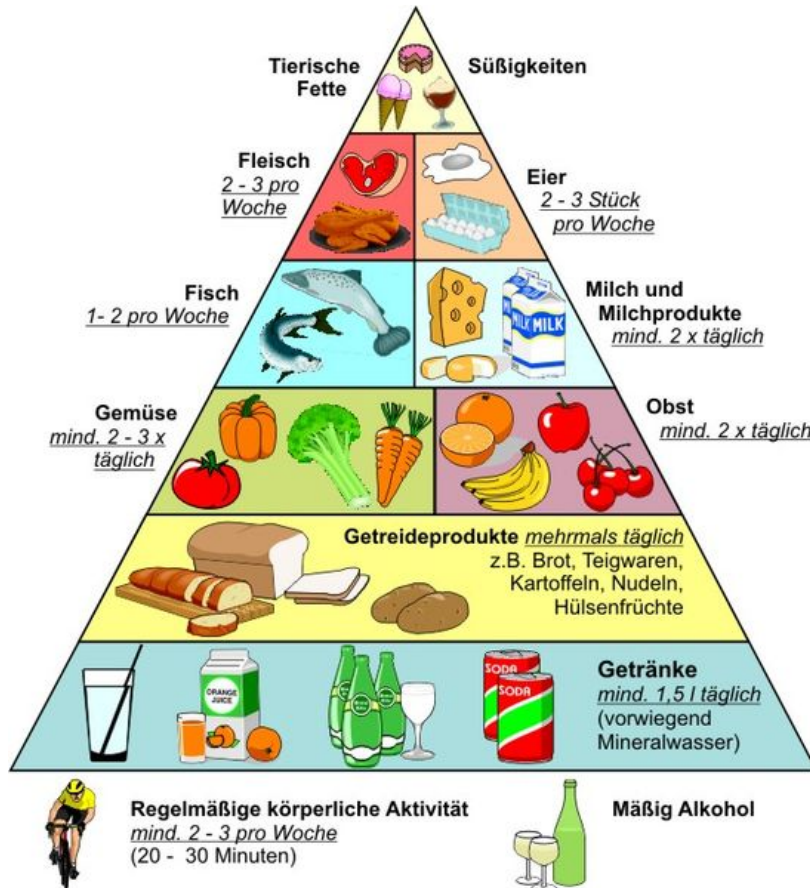 Tierische
Fette
Süßigkeiten
Fleisch
2 - 3 pro
Woche
Eier
2 - 3 Stück
pro Woche
Fisch
1- 2 pro Woche
Milch und
Milchprodukte
mind. 2 x täglich
MILK
MILK
Gemüse
mind. 2 - 3 x
täglich
Obst
mind. 2 x täglich
Getreideprodukte mehrmals täglich
z.B. Brot, Teigwaren,
Kartoffeln, Nudeln,
Hülsenfrüchte
ORANGE
JUICE
SODA
SODA
Getränke
mind. 1,5 l täglich
(vorwiegend
Mineralwasser)
Regelmäßige körperliche Aktivität
mind. 2 - 3 pro Woche
(20 -  30 Minuten)
Mäßig Alkohol